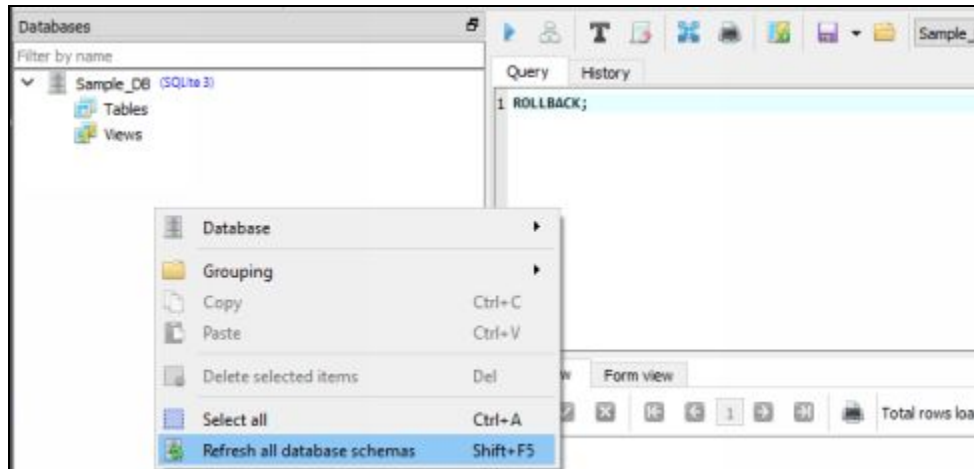 Databases
Filter by name
Sample_DB (SQLite 3)
Tables
Views
Sample_
Query History
1 ROLLBACK;
Database
Grouping
Copy Ctrl+C
Paste Ctrl+V
Delete selected items Del
Select all Ctrl+A
Refresh all database schemas Shift+F5
w Form view
1 Total rows loa